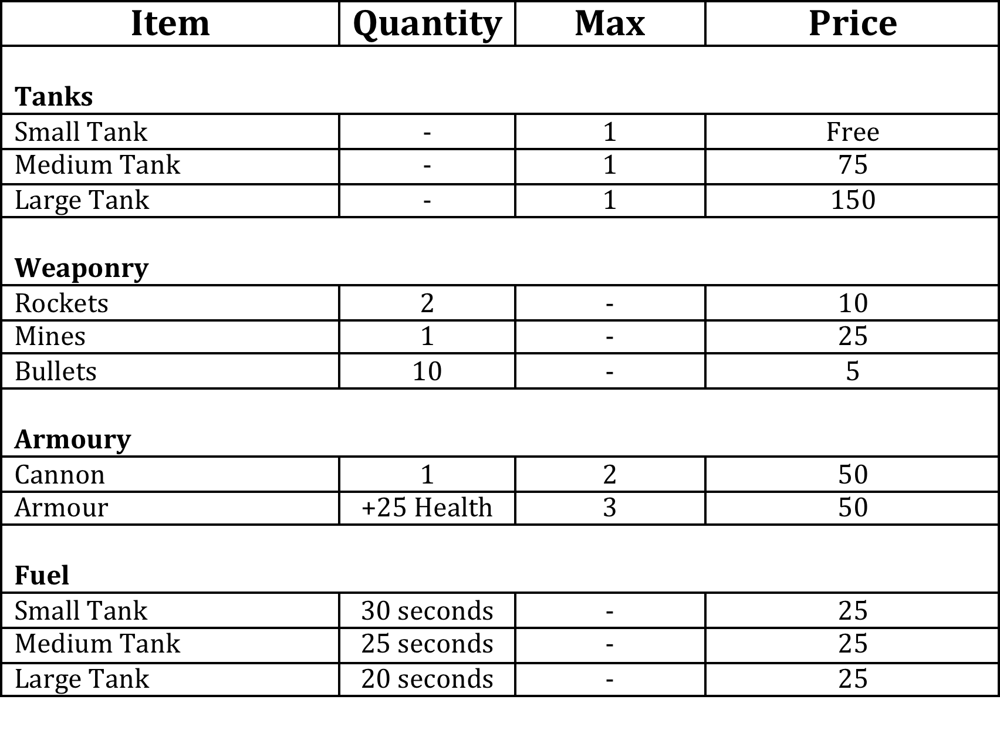 Item Quantity Max Price
Tanks
Small Tank - 1 Free
Medium Tank - 1 75
Large Tank - 1 150
Weaponry
Rockets 2 - 10
Mines 1 - 25
Bullets 10 - 5
Armoury
Cannon 1 2 50
Armour +25 Health 3 50
Fuel
Small Tank 30 seconds - 25
Medium Tank 25 seconds - 25
Large Tank 20 seconds - 25